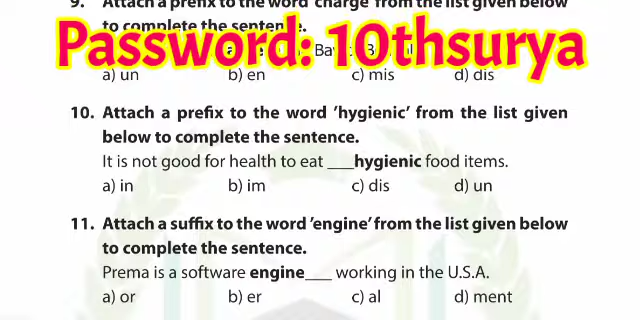 9. Attach a prefix to the word 'charge' from the list given below
to complete the sentence.
Password: 10thsurya
a) un b) en c) mis d) dis
10. Attach a prefix to the word 'hygienic' from the list given
below to complete the sentence.
It is not good for health to eat ___hygienic food items.
a) in b) im c) dis d) un
11. Attach a suffix to the word 'engine' from the list given below
to complete the sentence.
Prema is a software engine___ working in the U.S.A.
a) or b) er c) al d) ment